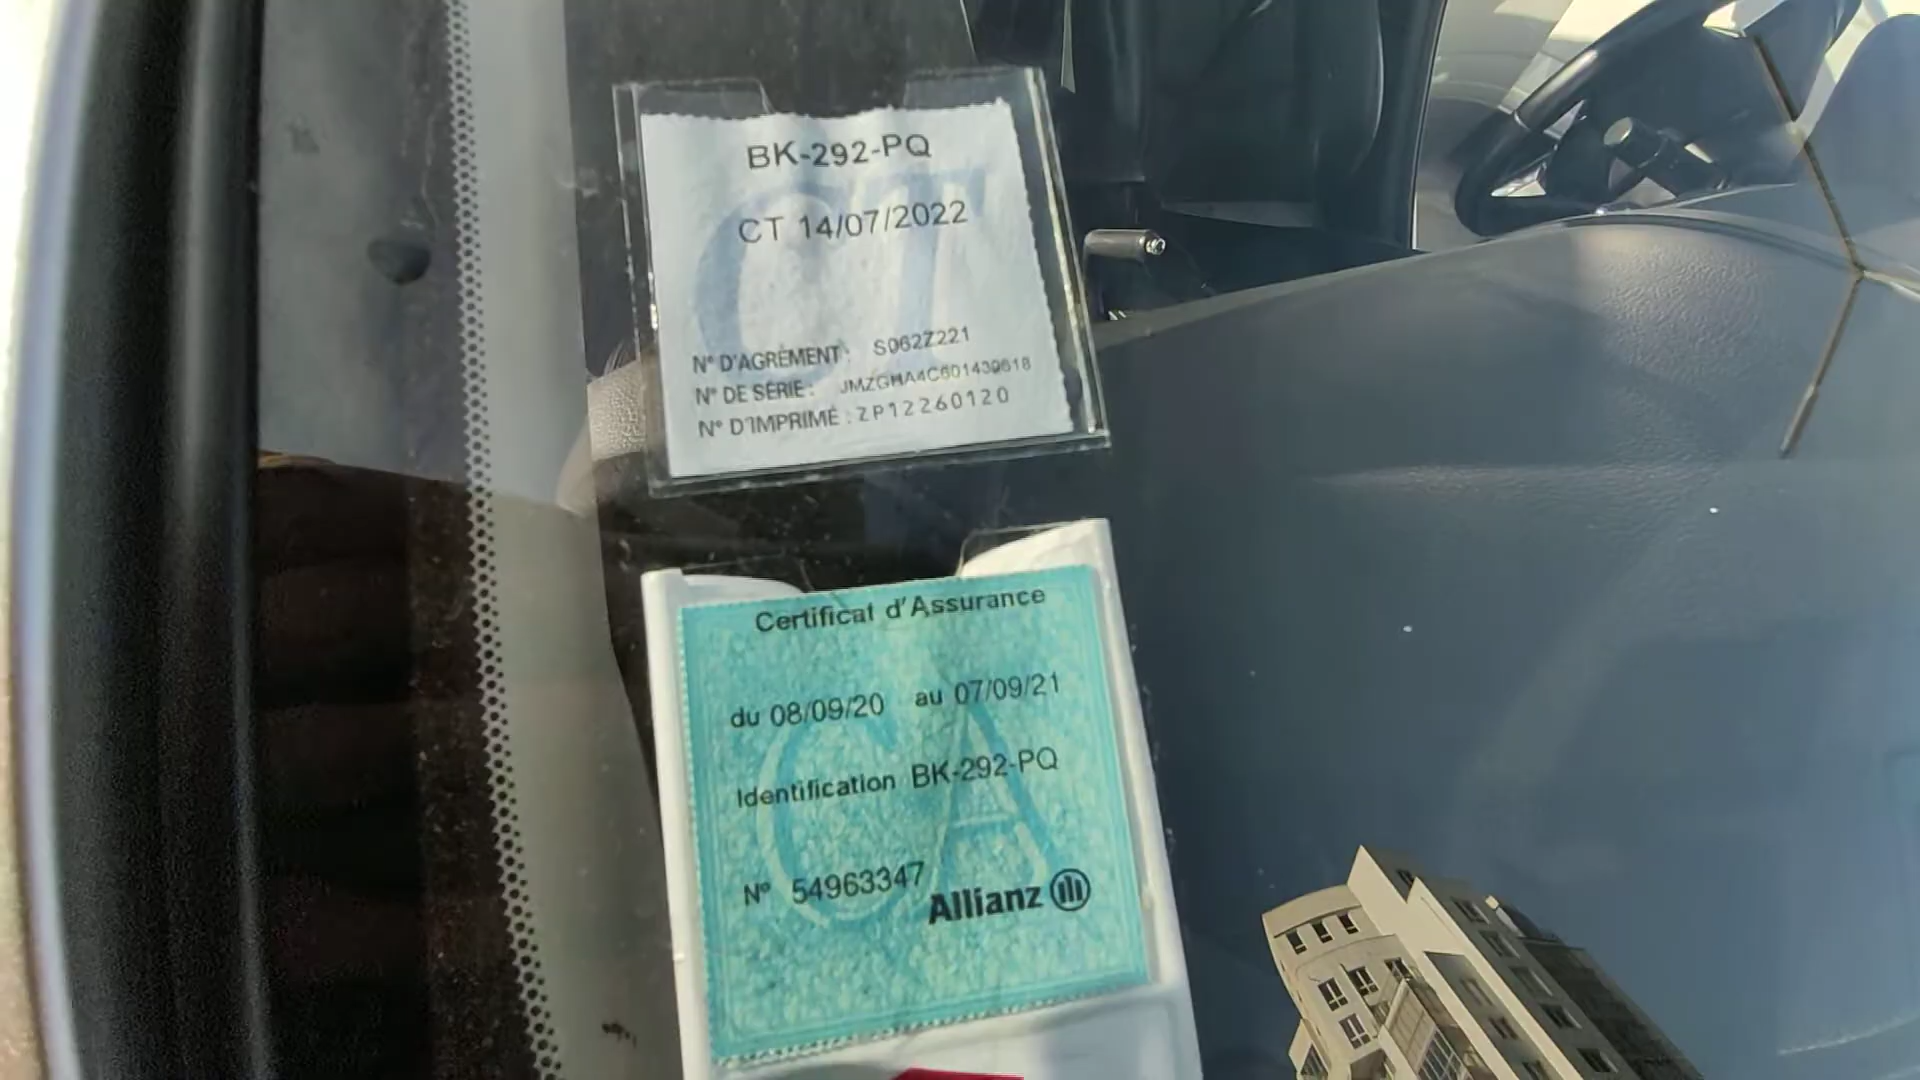 BK-292-PQ
CT 14/07/2022
N° D'AGRÉMENT : S062Z221
N° DE SÉRIE : JMZGHA4C601430618
N° D'IMPRIMÉ : ZP12260120
Certificat d'Assurance
du 08/09/20 au 07/09/21
Identification BK-292-PQ
N° 54963347
Allianz